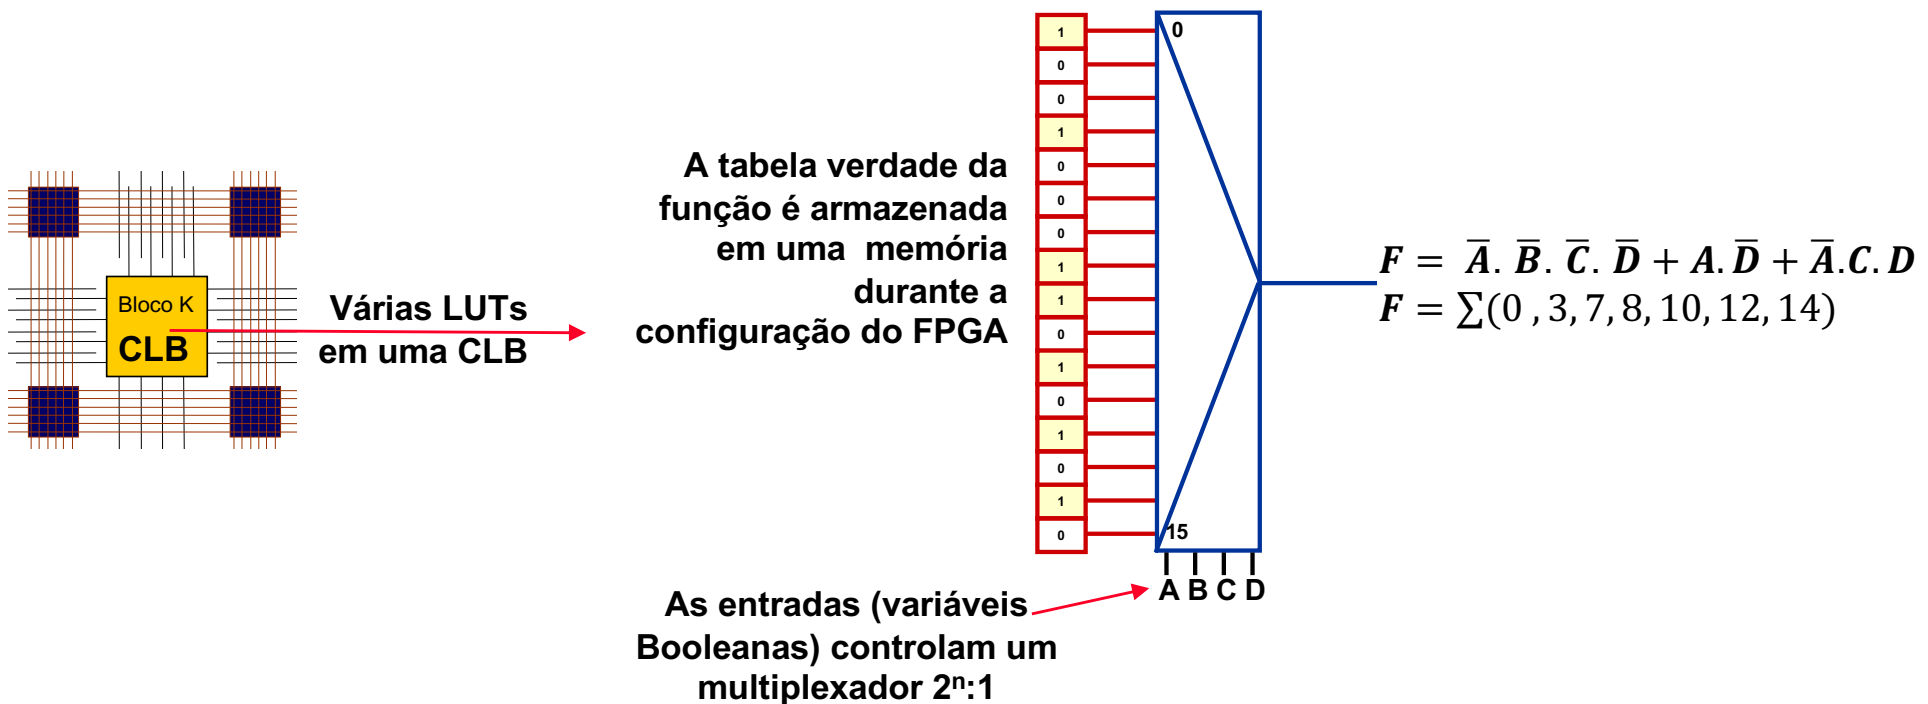 Bloco K
CLB
Várias LUTs
em uma CLB
A tabela verdade da
função é armazenada
em uma memória
durante a
configuração do FPGA
1
0
0
1
0
0
0
1
1
0
1
0
1
0
1
0
0
15
A B C D
F = A̅. B̅. C̅. D̅ + A. D̅ + A̅.C. D
F = ∑(0 , 3, 7, 8, 10, 12, 14)
As entradas (variáveis
Booleanas) controlam um
multiplexador 2ⁿ:1